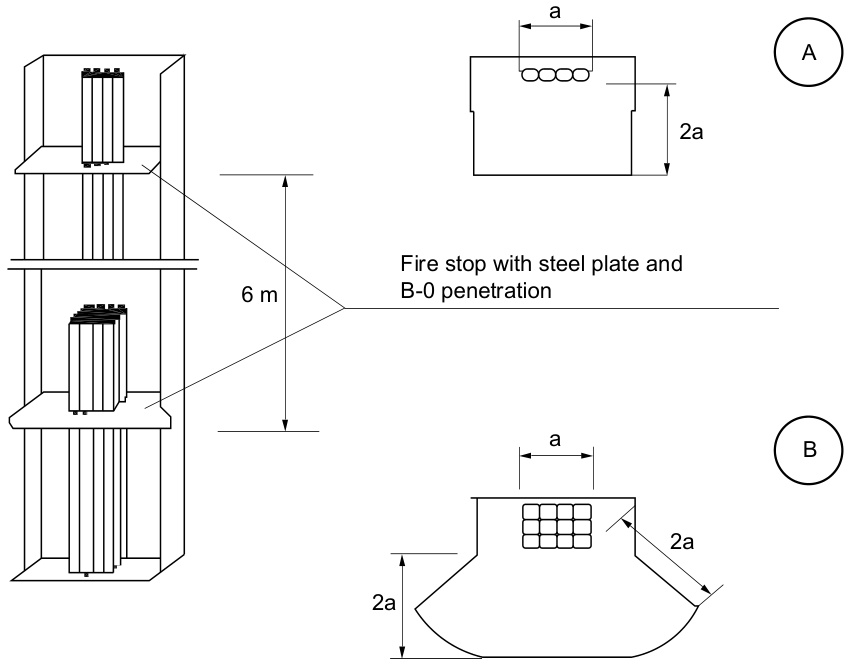 a
A
2a
6 m
Fire stop with steel plate and
B-0 penetration
a
B
2a
2a